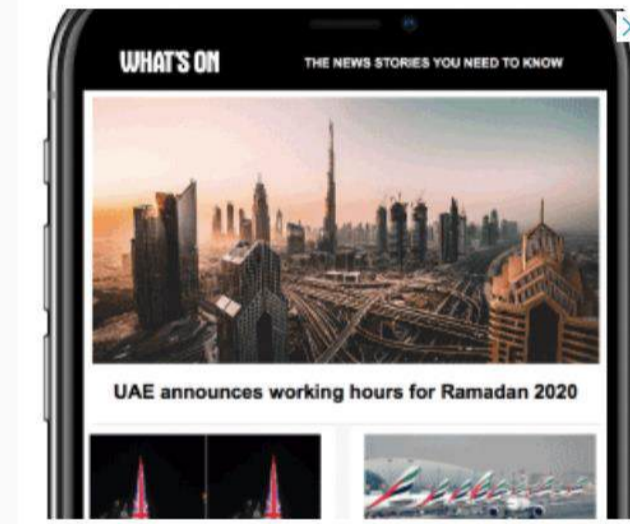 WHAT'S ON
THE NEWS STORIES YOU NEED TO KNOW
UAE announces working hours for Ramadan 2020